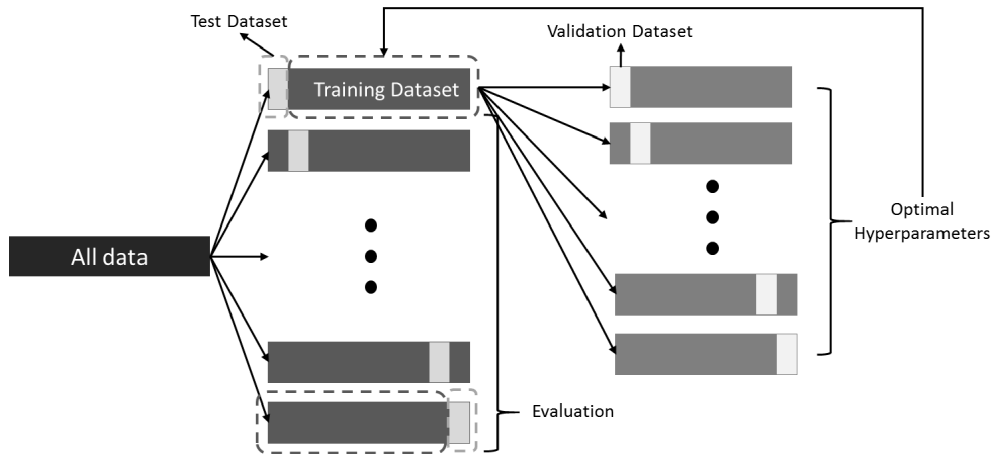 Test Dataset
Validation Dataset
Training Dataset
All data
Optimal
Hyperparameters
Evaluation